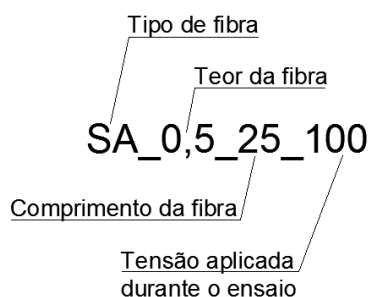 Tipo de fibra
Teor da fibra
SA_0,5_25_100
Comprimento da fibra
Tensão aplicada
durante o ensaio